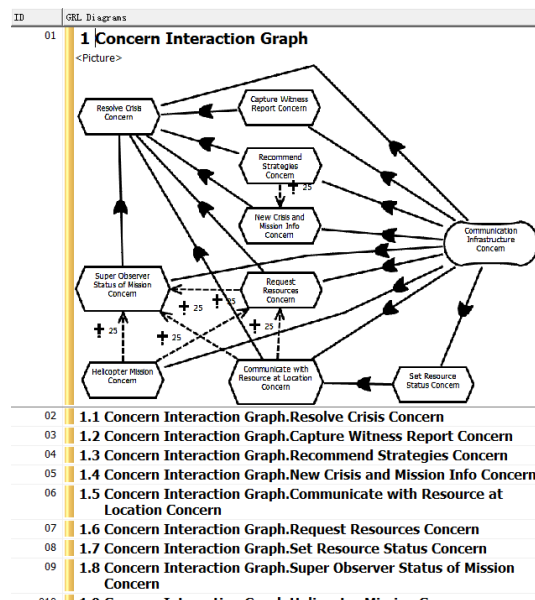 ID GRL Diagrams
01 1 Concern Interaction Graph
<Picture>
Resolve Crisis
Concern
Capture Witness
Report Concern
Recommend
Strategies
Concern
25
New Crisis and
Mission Info
Concern
Communication
Infrastructure
Concern
Super Observer
Status of Mission
Concern
Request
Resources
Concern
25
25
25
25
Helicopter Mission
Concern
Communicate with
Resource at Location
Concern
Set Resource
Status Concern
02 1.1 Concern Interaction Graph.Resolve Crisis Concern
03 1.2 Concern Interaction Graph.Capture Witness Report Concern
04 1.3 Concern Interaction Graph.Recommend Strategies Concern
05 1.4 Concern Interaction Graph.New Crisis and Mission Info Concern
06 1.5 Concern Interaction Graph.Communicate with Resource at
Location Concern
07 1.6 Concern Interaction Graph.Request Resources Concern
08 1.7 Concern Interaction Graph.Set Resource Status Concern
09 1.8 Concern Interaction Graph.Super Observer Status of Mission
Concern